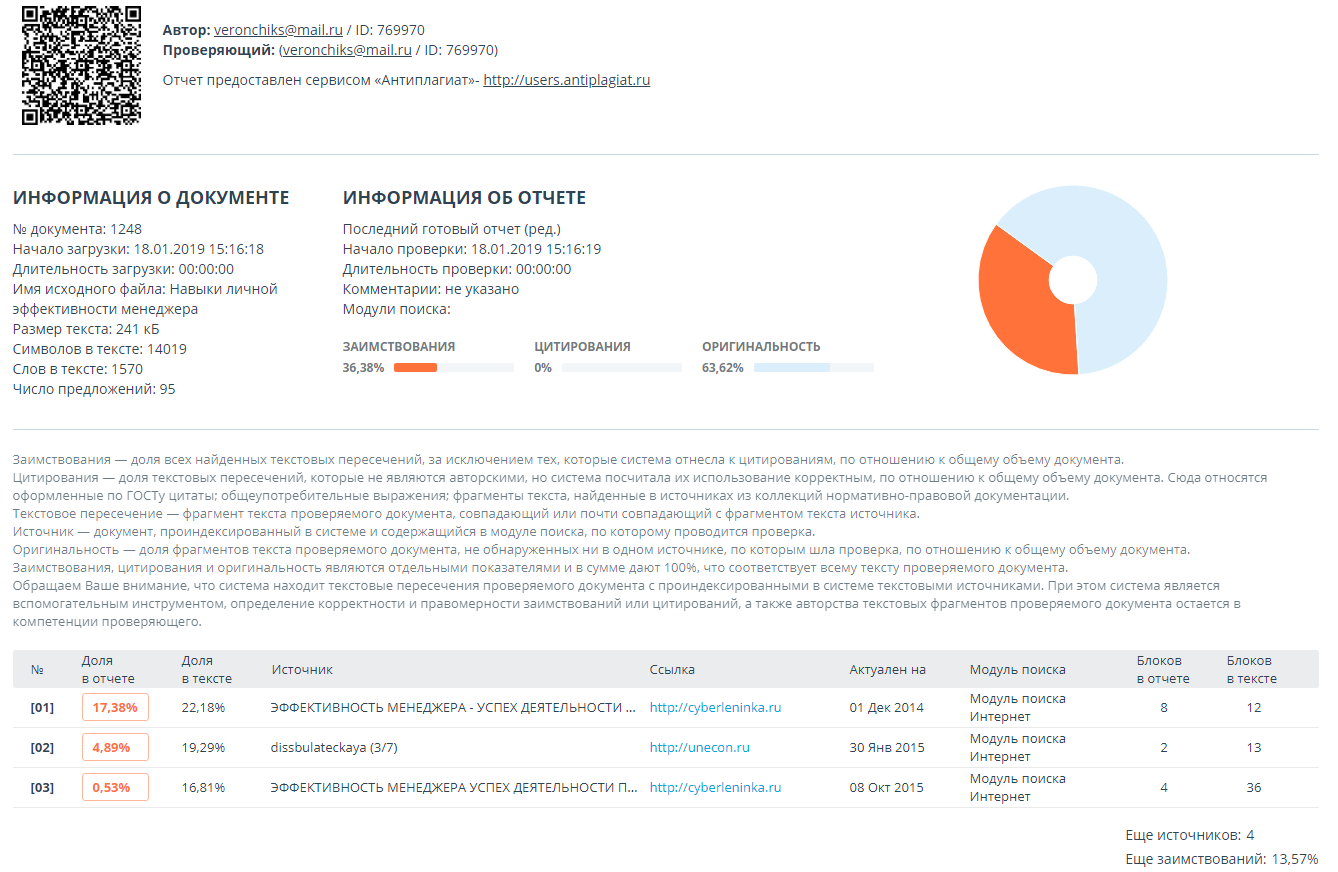 Автор: veronchiks@mail.ru / ID: 769970
Проверяющий: (veronchiks@mail.ru / ID: 769970)
Отчет предоставлен сервисом «Антиплагиат»- http://users.antiplagiat.ru
ИНФОРМАЦИЯ О ДОКУМЕНТЕ
№ документа: 1248
Начало загрузки: 18.01.2019 15:16:18
Длительность загрузки: 00:00:00
Имя исходного файла: Навыки личной
эффективности менеджера
Размер текста: 241 кБ
Cимволов в тексте: 14019
Слов в тексте: 1570
Число предложений: 95
ИНФОРМАЦИЯ ОБ ОТЧЕТЕ
Последний готовый отчет (ред.)
Начало проверки: 18.01.2019 15:16:19
Длительность проверки: 00:00:00
Комментарии: не указано
Модули поиска:
ЗАИМСТВОВАНИЯ ЦИТИРОВАНИЯ ОРИГИНАЛЬНОСТЬ
36,38% 0% 63,62%
Заимствования — доля всех найденных текстовых пересечений, за исключением тех, которые система отнесла к цитированиям, по отношению к общему объему документа.
Цитирования — доля текстовых пересечений, которые не являются авторскими, но система посчитала их использование корректным, по отношению к общему объему документа. Сюда относятся
оформленные по ГОСТу цитаты; общеупотребительные выражения; фрагменты текста, найденные в источниках из коллекций нормативно-правовой документации.
Текстовое пересечение — фрагмент текста проверяемого документа, совпадающий или почти совпадающий с фрагментом текста источника.
Источник — документ, проиндексированный в системе и содержащийся в модуле поиска, по которому проводится проверка.
Оригинальность — доля фрагментов текста проверяемого документа, не обнаруженных ни в одном источнике, по которым шла проверка, по отношению к общему объему документа.
Заимствования, цитирования и оригинальность являются отдельными показателями и в сумме дают 100%, что соответствует всему тексту проверяемого документа.
Обращаем Ваше внимание, что система находит текстовые пересечения проверяемого документа с проиндексированными в системе текстовыми источниками. При этом система является
вспомогательным инструментом, определение корректности и правомерности заимствований или цитирований, а также авторства текстовых фрагментов проверяемого документа остается в
компетенции проверяющего.
№ Доля в отчете Доля в тексте Источник Ссылка Актуален на Модуль поиска Блоков в отчете Блоков в тексте
[01] 17,38% 22,18% ЭФФЕКТИВНОСТЬ МЕНЕДЖЕРА - УСПЕХ ДЕЯТЕЛЬНОСТИ ... http://cyberleninka.ru 01 Дек 2014 Модуль поиска Интернет 8 12
[02] 4,89% 19,29% dissbulateckaya (3/7) http://unecon.ru 30 Янв 2015 Модуль поиска Интернет 2 13
[03] 0,53% 16,81% ЭФФЕКТИВНОСТЬ МЕНЕДЖЕРА УСПЕХ ДЕЯТЕЛЬНОСТИ П... http://cyberleninka.ru 08 Окт 2015 Модуль поиска Интернет 4 36
Еще источников: 4
Еще заимствований: 13,57%